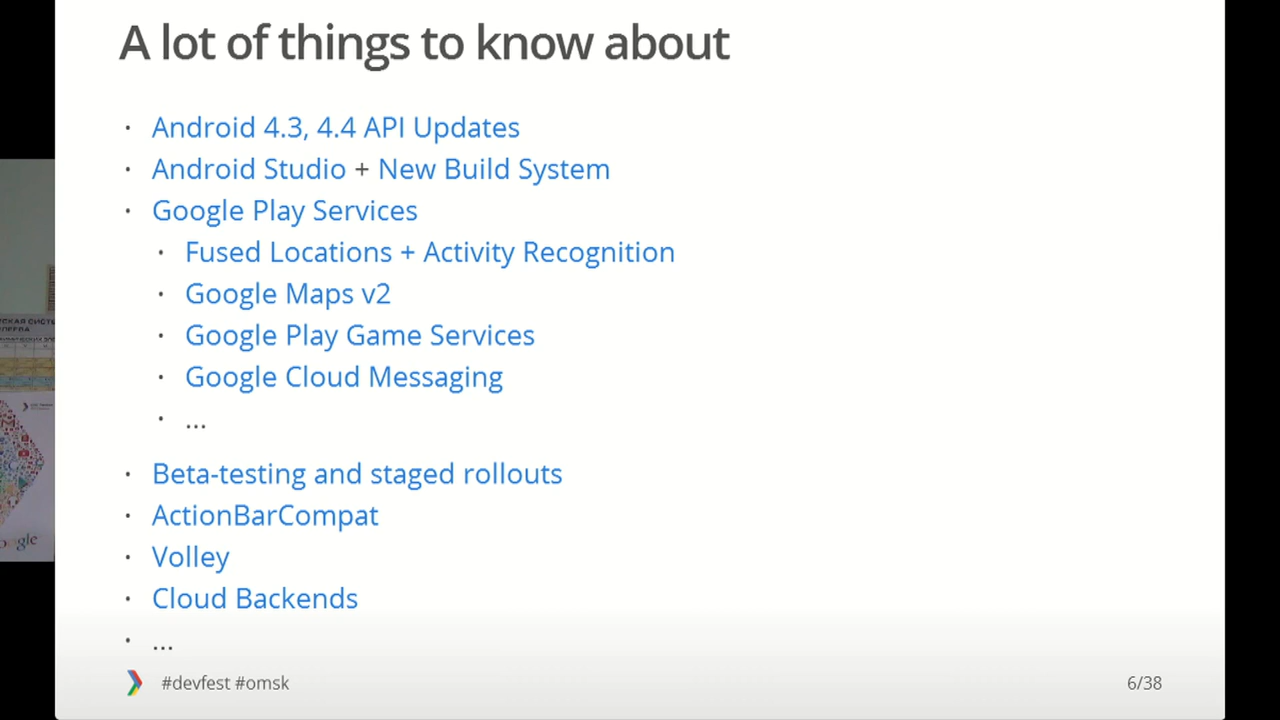 A lot of things to know about
Android 4.3, 4.4 API Updates
Android Studio + New Build System
Google Play Services
Fused Locations + Activity Recognition
Google Maps v2
Google Play Game Services
Google Cloud Messaging
...
Beta-testing and staged rollouts
ActionBarCompat
Volley
Cloud Backends
...
#devfest #omsk
6/38